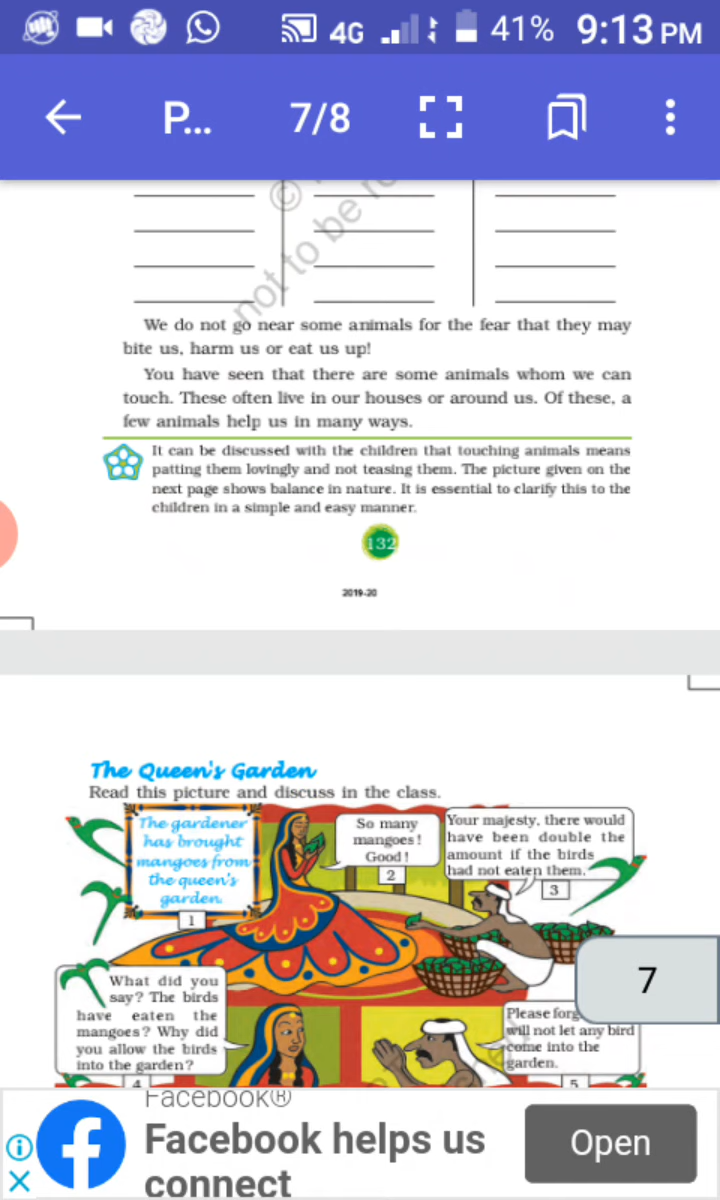 4G 41% 9:13 PM
P... 7/8
©
not to be re
We do not go near some animals for the fear that they may
bite us, harm us or eat us up!
You have seen that there are some animals whom we can
touch. These often live in our houses or around us. Of these, a
few animals help us in many ways.
It can be discussed with the children that touching animals means
patting them lovingly and not teasing them. The picture given on the
next page shows balance in nature. It is essential to clarify this to the
children in a simple and easy manner.
132
2019-20
The Queen's Garden
Read this picture and discuss in the class.
The gardener
has brought
mangoes from
the queen's
garden.
1
So many
mangoes!
Good!
2
Your majesty, there would
have been double the
amount if the birds
had not eaten them.
3
What did you
say? The birds
have eaten the
mangoes? Why did
you allow the birds
into the garden?
4
Please forg
will not let any bird
come into the
garden.
5
7
Facebook®
Facebook helps us
connect
Open